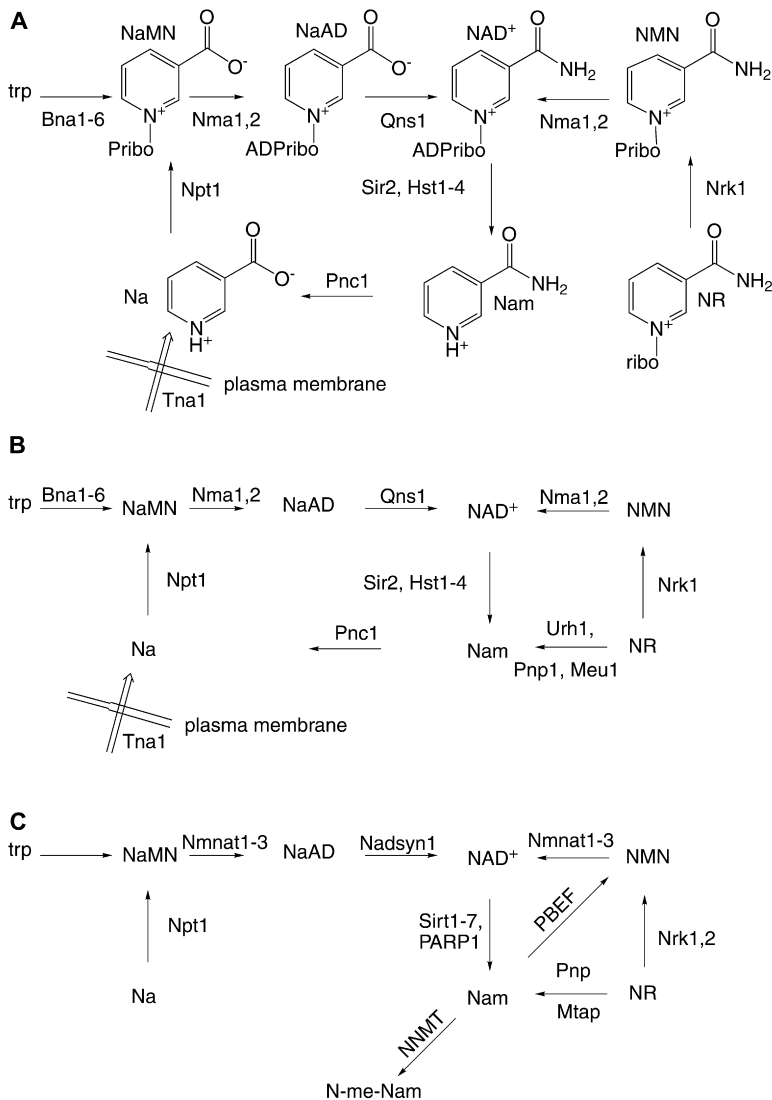 A
NaMN NaAD NAD+ NMN
O O O O
O- O- NH2 NH2
trp
Bna1-6 N+ Nma1,2 N+ Qns1 N+ Nma1,2 N+
Pribo ADPribo ADPribo Pribo
Npt1 Sir2, Hst1-4 Nrk1
O O O
Na O- Pnc1 NH2 NH2
Nam NR
N N N+
H+ H+ ribo
plasma membrane
Tna1
B
trp Bna1-6 NaMN Nma1,2 NaAD Qns1 NAD+ Nma1,2 NMN
Npt1 Sir2, Hst1-4 Nrk1
Na Pnc1 Nam Urh1, NR
Pnp1, Meu1
plasma membrane
Tna1
C
trp NaMN Nmnat1-3 NaAD Nadsyn1 NAD+ Nmnat1-3 NMN
Npt1 Sirt1-7, PBEF Nrk1,2
PARP1
Pnp
Na Nam NR
Mtap
NNMT
N-me-Nam